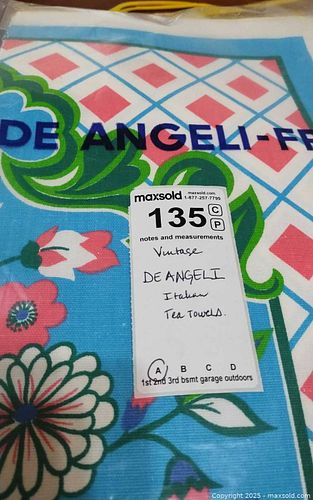 DE ANGELI-FR
maxsold maxsold.com
1-877-257-7795
135 C
P
notes and measurements
Vintage
DE ANGELI
Italian
Tea Towels.
A B C D
1st 2nd 3rd bsmt garage outdoors
Copyright 2025 - maxsold.com